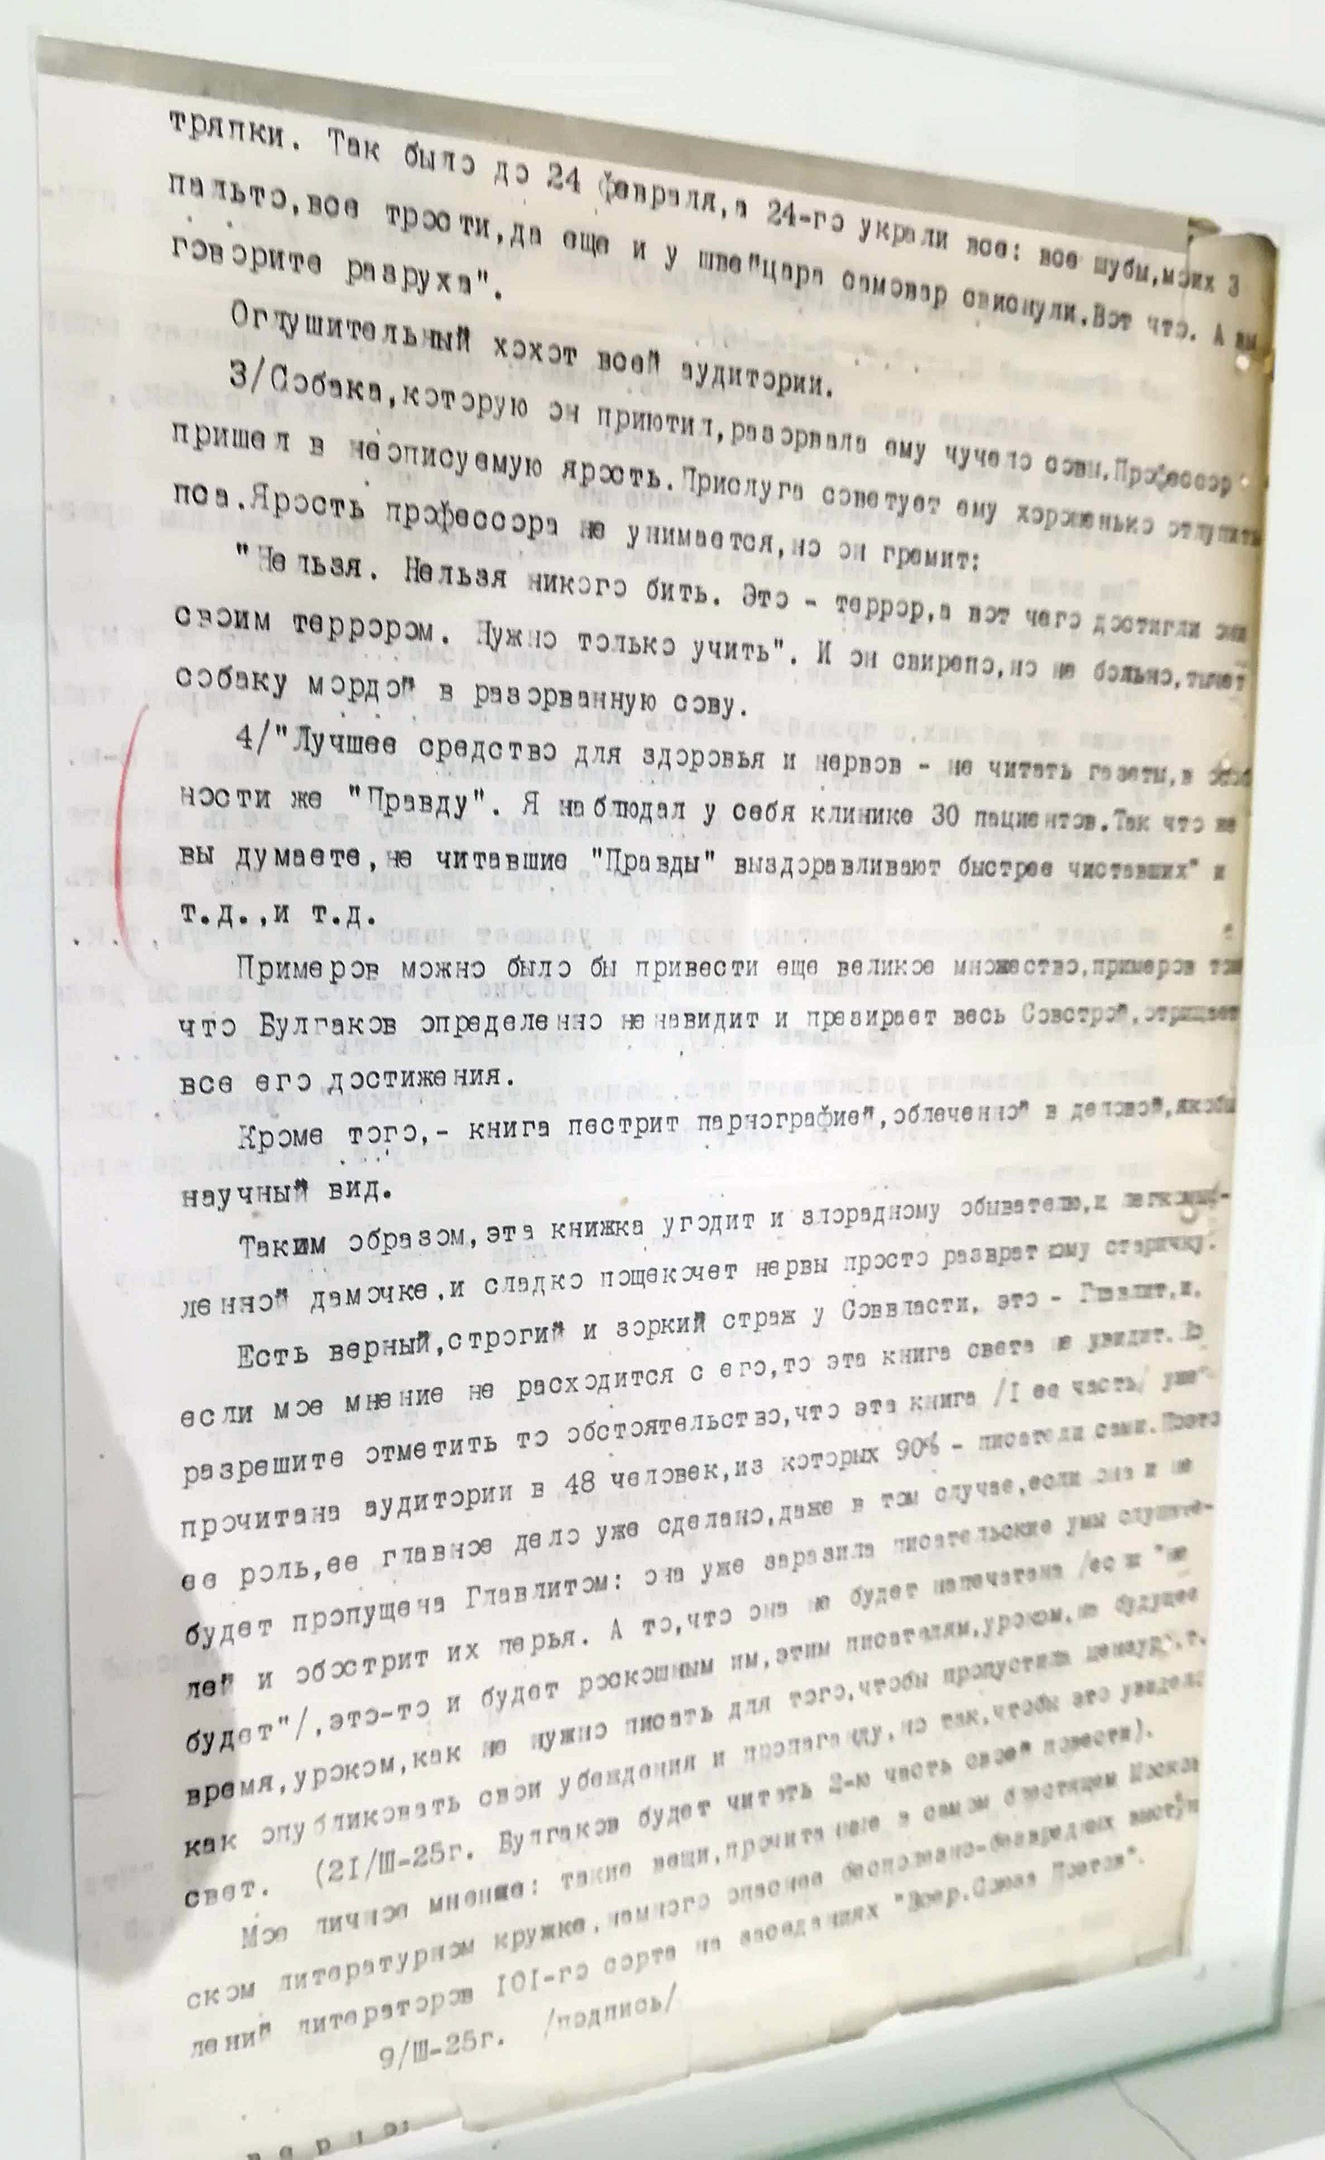 тряпки. Так было до 24 февраля,а 24-го украли все: все шубы,моих 3
пальто,все трости,да еще и у швейцара самовар свиснули.Вот что. А вы
говорите разруха".
Оглушительный хохот всей аудитории.
3/Собака,которую он приютил,разорвала ему чучело совы.Профессор
пришел в неописуемую ярость.Прислуга советует ему хорошенько отлупить
пса.Ярость профессора не унимается,но он гремит:
"Нельзя. Нельзя никого бить. Это - террор,а вот чего достигли они
своим террором. Нужно только учить". И он свирепо,но не больно,тычет
собаку мордой в разорванную сову.
4/"Лучшее средство для здоровья и нервов - не читать газеты,в особ
ности же "Правду". Я наблюдал у себя клинике 30 пациентов.Так что же
вы думаете,не читавшие "Правды" выздоравливают быстрее чиставших" и
т.д.,и т.д.
Примеров можно было бы привести еще великое множество,примеров том
что Булгаков определенно ненавидит и презирает весь Совстрой,отрицает
все его достижения.
Кроме того,- книга пестрит парнографией,облеченной в деловой,якобы
научный вид.
Таким образом,эта книжка угодит и злорадному обывателю,и легкомыс-
ленной дамочке,и сладко пощекочет нервы просто развратному старичку.
Есть верный,строгий и зоркий страж у Соввласти, это - Главлит,и,
если мое мнение не расходится с его,то эта книга света не увидит. Но
разрешите отметить то обстоятельство,что эта книга /I ее часть/ уже
прочитана аудитории в 48 человек,из которых 90% - писатели сами.Поэто
ее роль,ее главное дело уже сделано,даже в том случае,если она и не
будет пропущена Главлитом: она уже заразила писательские умы слушате-
лей и обострит их перья. А то,что она не будет напечатана /если "не
будет"/,это-то и будет роскошным им,этим писателям,уроком,на будущее
время,уроком,как не нужно писать для того,чтобы пропустила цензура,т.
как опубликовать свои убеждения и пропаганду,но так,чтобы это увидело
свет. (2I/Ш-25г. Булгаков будет читать 2-ю часть своей повести).
Мое личное мнение: такие вещи,прочитанные в самом блестящем Москов
ском литературном кружке,намного опаснее бесполезно-безвредных выступ
лений литераторов IOI-го сорта на заседаниях "Всер.Союза Поэтов".
9/Ш-25г. /подпись/